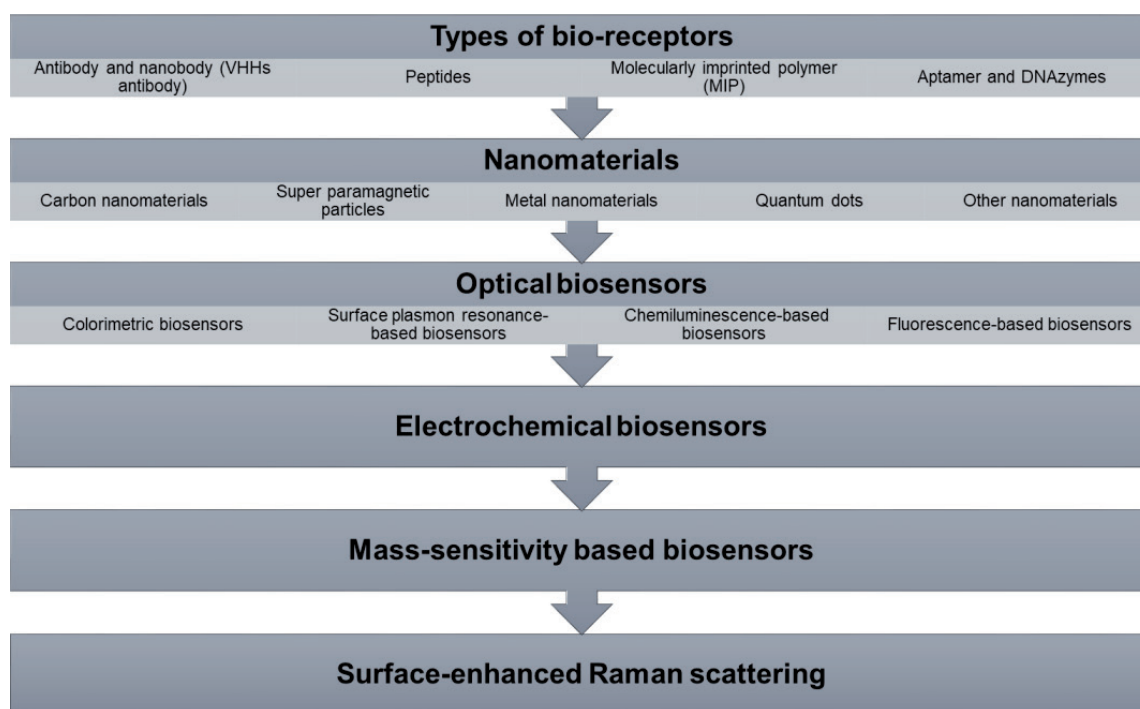 Types of bio-receptors
Antibody and nanobody (VHHs
antibody)
Peptides
Molecularly imprinted polymer
(MIP)
Aptamer and DNAzymes
Nanomaterials
Carbon nanomaterials
Super paramagnetic
particles
Metal nanomaterials
Quantum dots
Other nanomaterials
Optical biosensors
Colorimetric biosensors
Surface plasmon resonance-
based biosensors
Chemiluminescence-based
biosensors
Fluorescence-based biosensors
Electrochemical biosensors
Mass-sensitivity based biosensors
Surface-enhanced Raman scattering